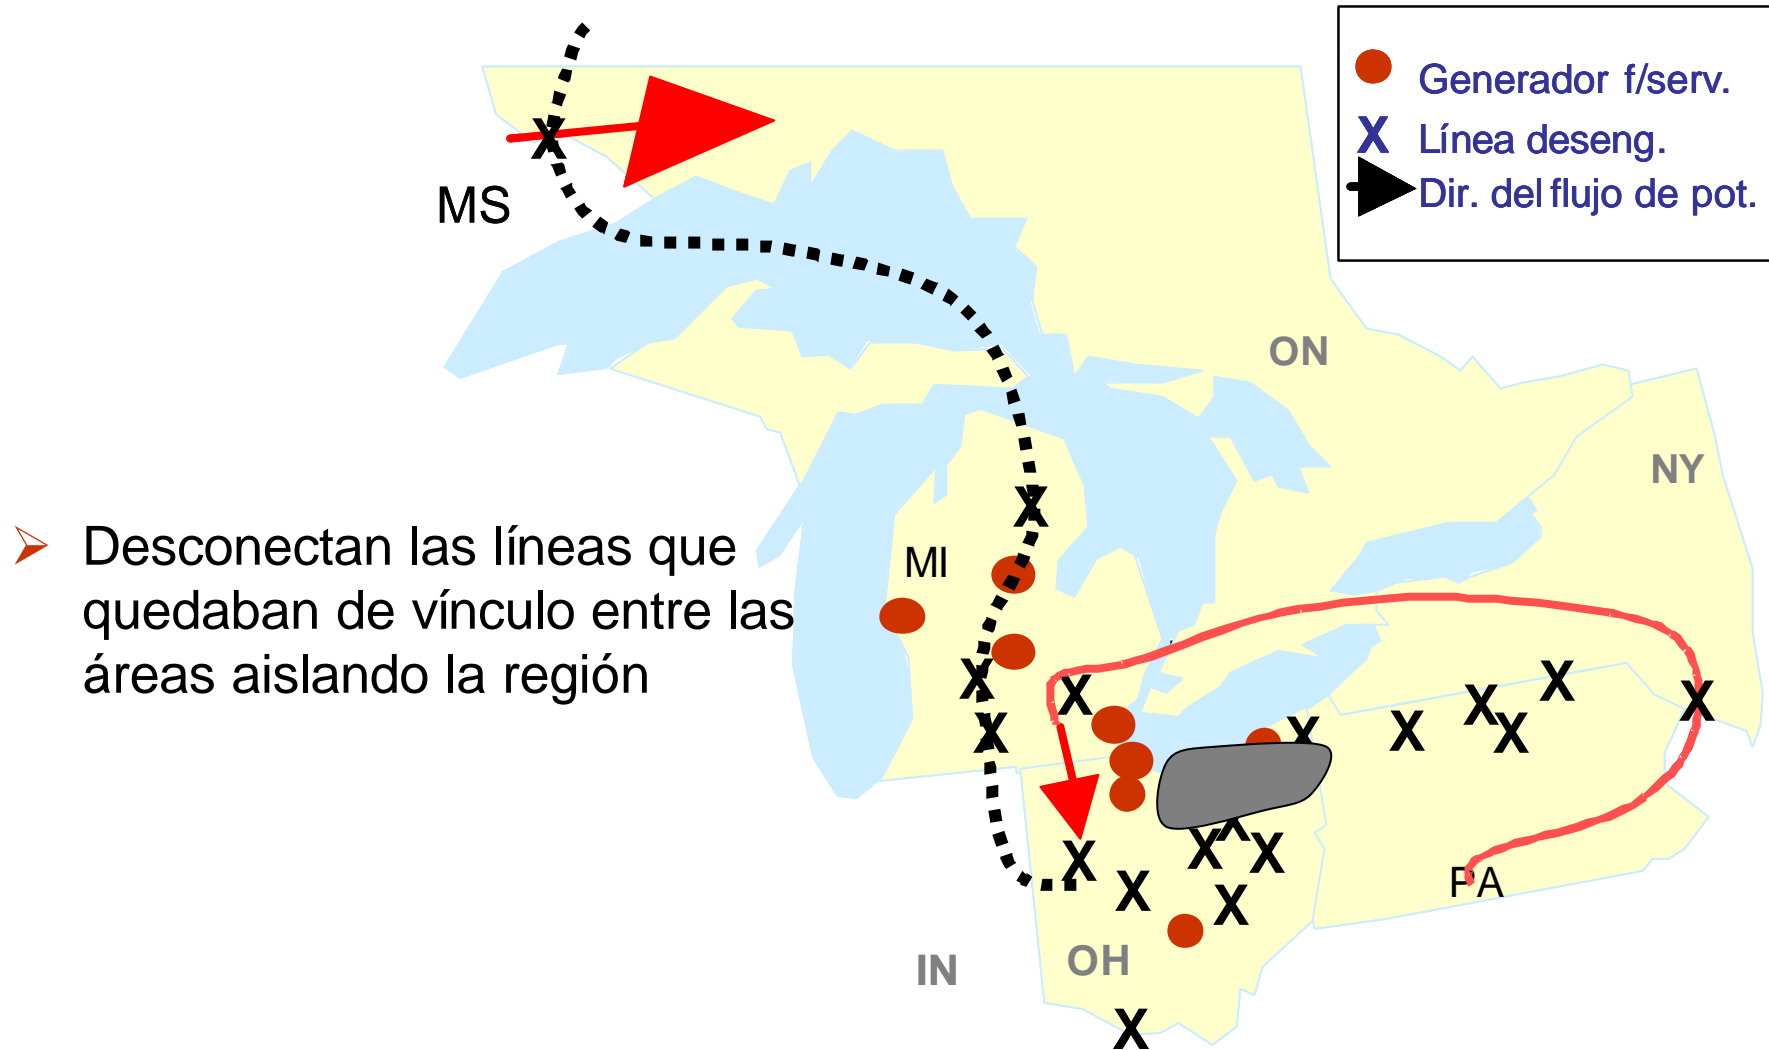 Generador f/serv.
X Línea deseng.
Dir. del flujo de pot.
X
MS
ON
NY
X
➢ Desconectan las líneas que
quedaban de vínculo entre las
áreas aislando la región
MI
X X X X X
X X X X X
X
X X X
X X
PA
OH
IN
X